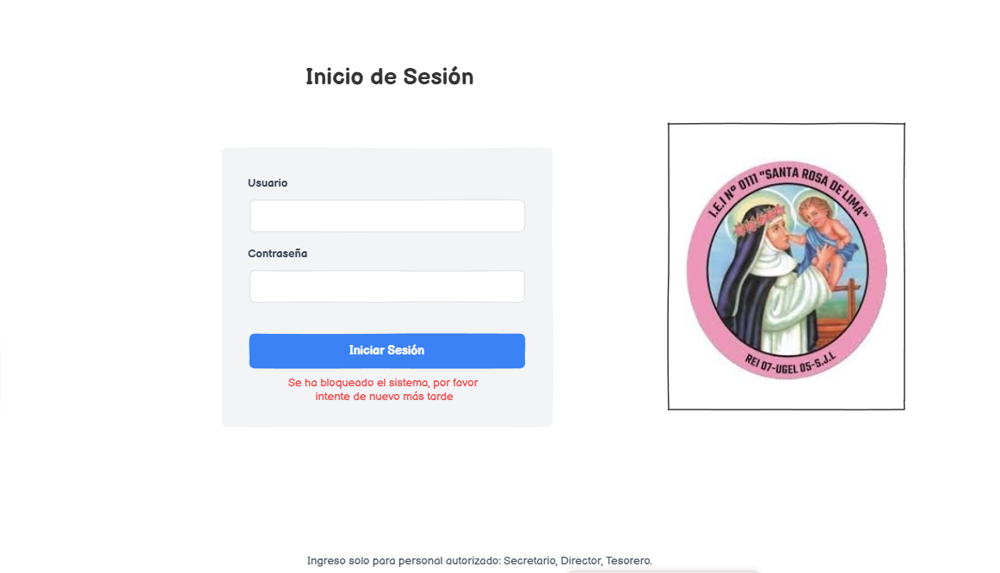 Inicio de Sesión
Usuario
Contraseña
Iniciar Sesión
Se ha bloqueado el sistema, por favor
intente de nuevo más tarde
I.E.I Nº 0111 "SANTA ROSA DE LIMA"
REI 07-UGEL 05-S.J.L
Ingreso solo para personal autorizado: Secretario, Director, Tesorero.